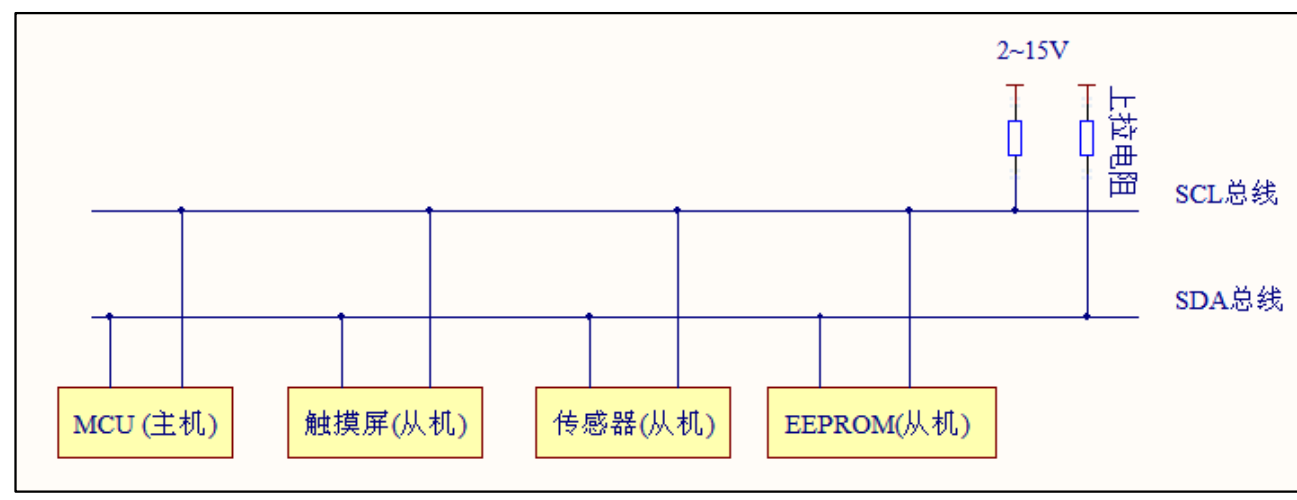 2~15V
上拉电阻
SCL总线
SDA总线
MCU (主机)
触摸屏(从机)
传感器(从机)
EEPROM(从机)